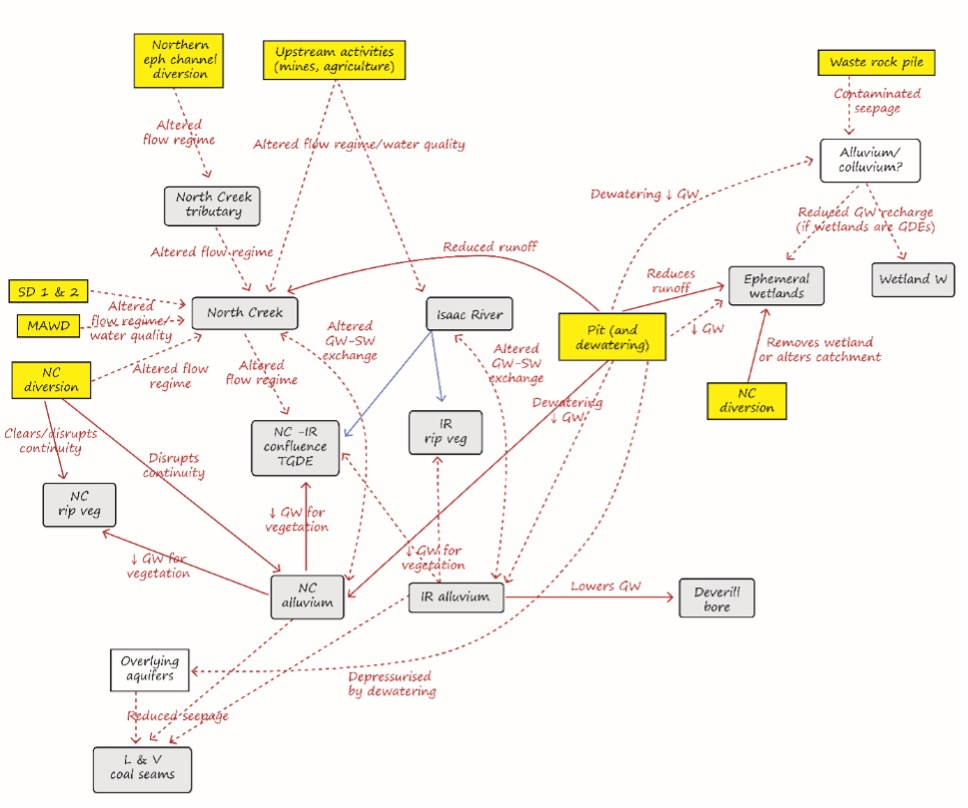 Northern
eph channel
diversion
Upstream activities
(mines, agriculture)
Waste rock pile
Contaminated
seepage
Altered
flow regime
Altered flow regime/water quality
Alluvium/
colluvium?
North Creek
tributary
Dewatering ↓ GW
Reduced GW recharge
(if wetlands are GDEs)
Altered flow regime
Reduced runoff
Reduces
runoff
Ephemeral
wetlands
Wetland W
SD 1 & 2
MAWD
Altered
flow regime/
water quality
North Creek
Isaac River
Altered
GW-SW
exchange
Pit (and
dewatering)
↓ GW
Removes wetland
or alters catchment
NC
diversion
Altered flow
regime
Altered
flow regime
Altered
GW-SW
exchange
NC
diversion
Dewatering
↓ GW
Clears/disrupts
continuity
Disrupts
continuity
NC -IR
confluence
TGDE
IR
rip veg
NC
rip veg
↓ GW for
vegetation
↓ GW for
vegetation
↓ GW for
vegetation
NC
alluvium
IR alluvium
Lowers GW
Deverill
bore
Overlying
aquifers
Depressurised
by dewatering
Reduced seepage
L & V
coal seams